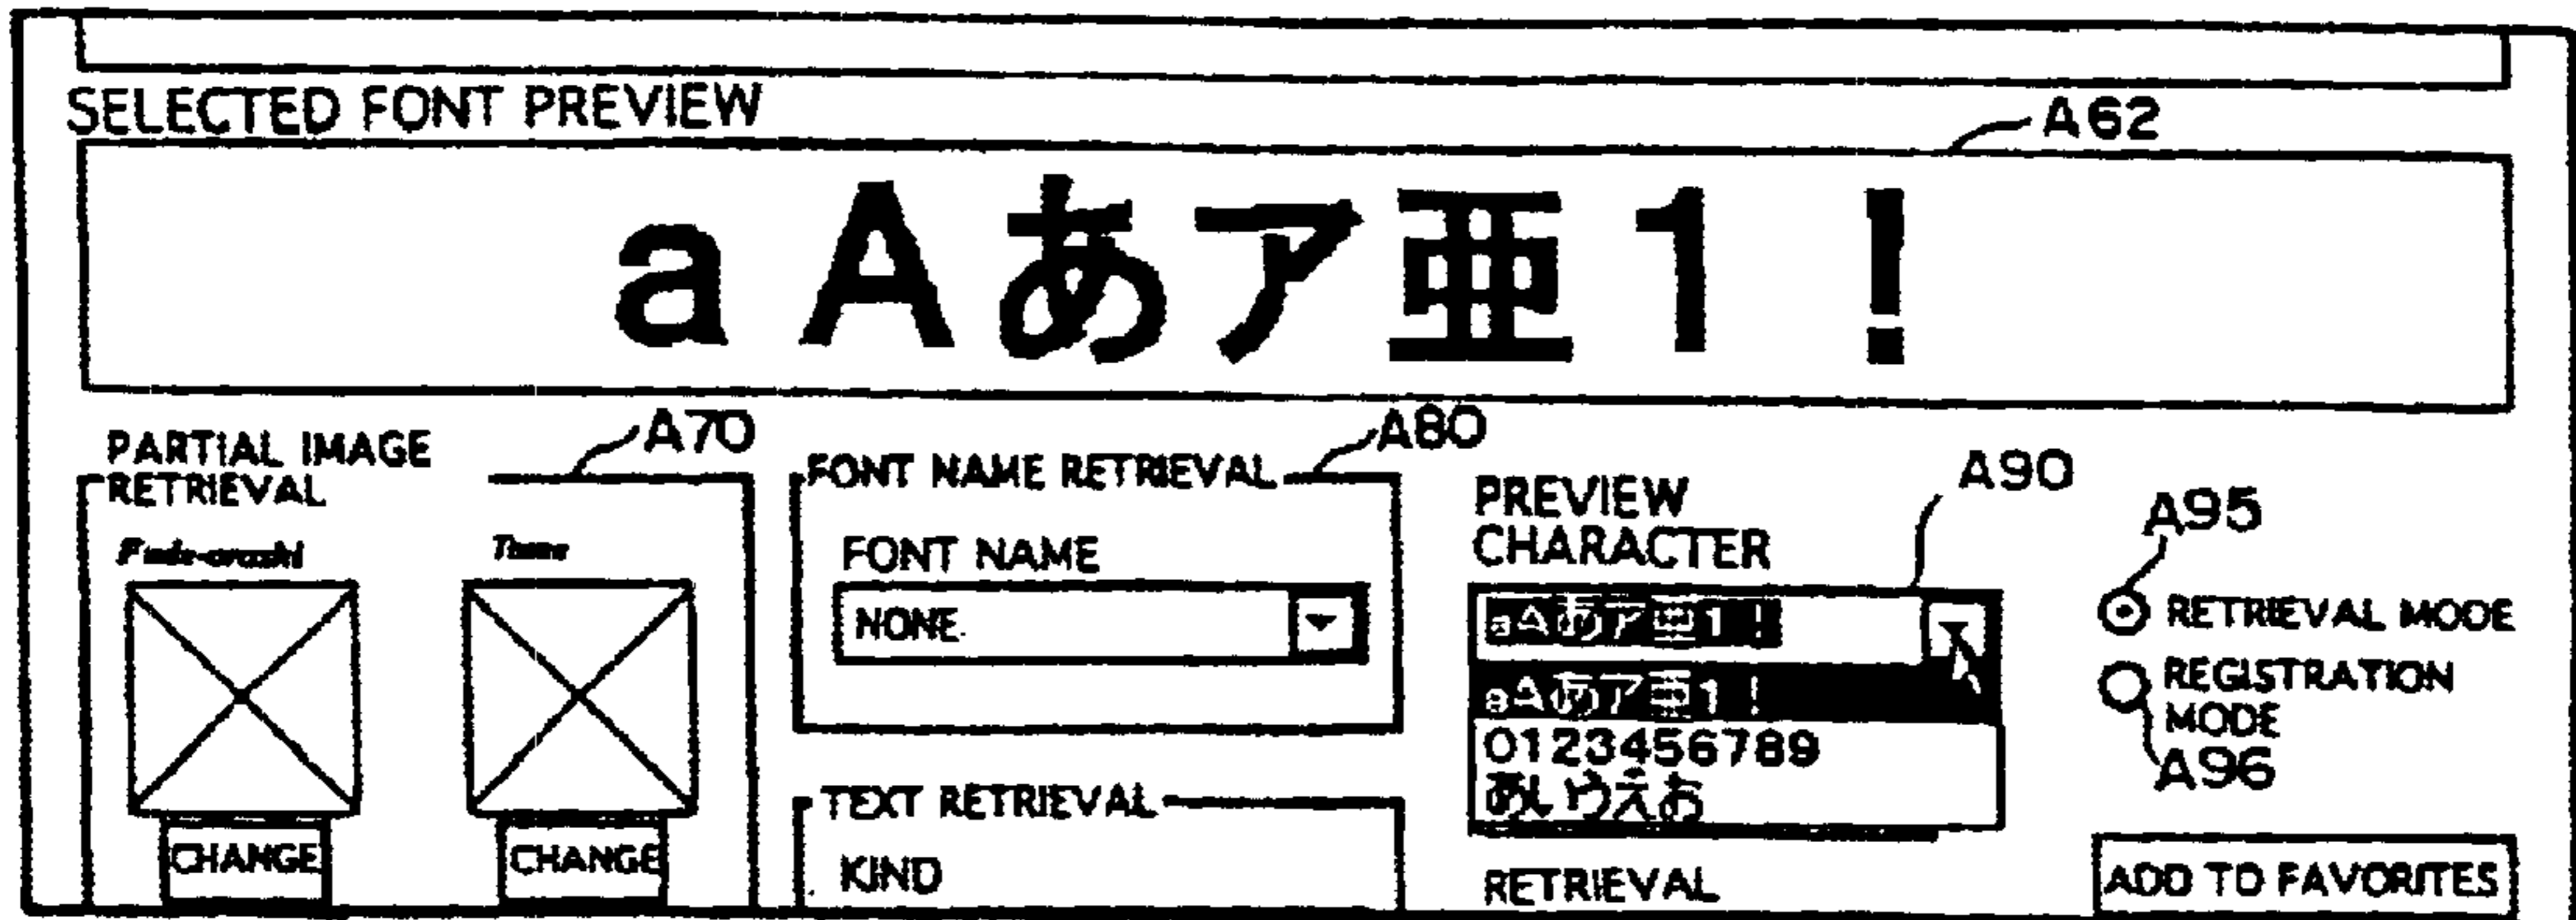 SELECTED FONT PREVIEW
A62
aAあア亜1!
PARTIAL IMAGE
RETRIEVAL
A70
Fude-arashi
CHANGE
CHANGE
FONT NAME RETRIEVAL
A80
FONT NAME
NONE
TEXT RETRIEVAL
KIND
PREVIEW
CHARACTER
A90
aAあア亜1!
aAあア亜1!
0123456789
あいうえお
RETRIEVAL
A95
RETRIEVAL MODE
REGISTRATION
MODE
A96
ADD TO FAVORITES